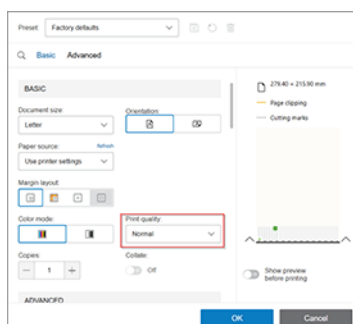 Preset
Factory defaults
Basic
Advanced
BASIC
Document size:
Orientation:
Letter
Paper source:
Refresh
Use printer settings
Margin layout:
Color mode:
Print quality:
Normal
Copies:
Collate:
1
Off
ADVANCED
279.40 × 215.90 mm
Page clipping
Cutting marks
Show preview
before printing
OK
Cancel